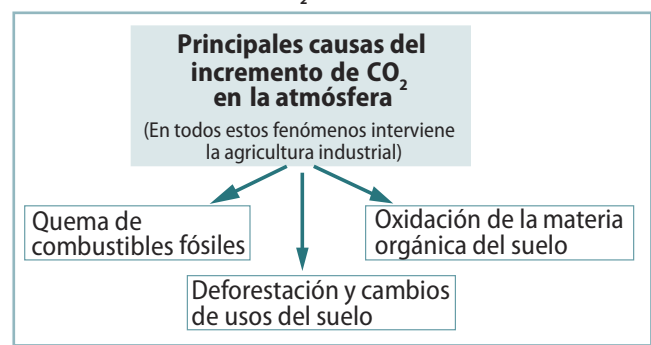 2
Principales causas del
incremento de CO2
en la atmósfera
(En todos estos fenómenos interviene
la agricultura industrial)
Quema de
combustibles fósiles
Oxidación de la materia
orgánica del suelo
Deforestación y cambios
de usos del suelo